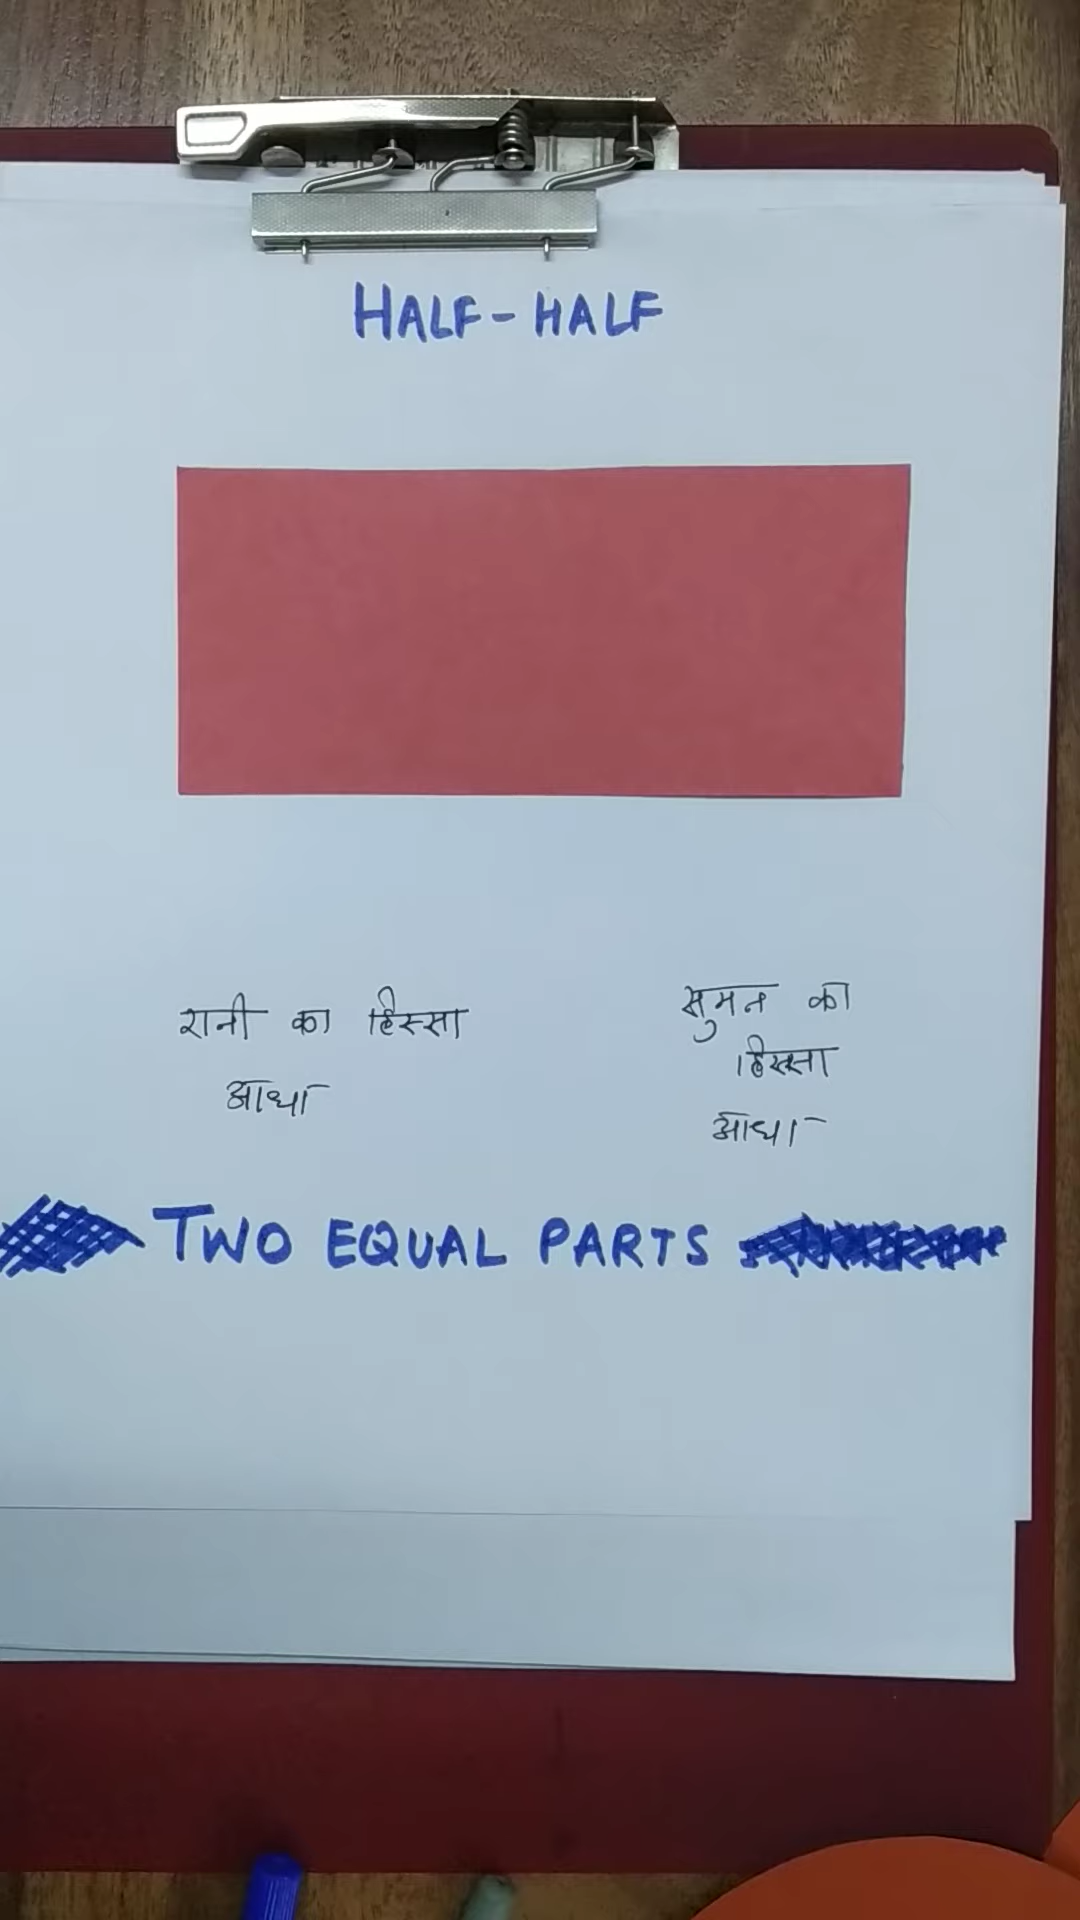 HALF-HALF
रानी का हिस्सा
आधा
सुमन का
हिस्सा
आधा
TWO EQUAL PARTS